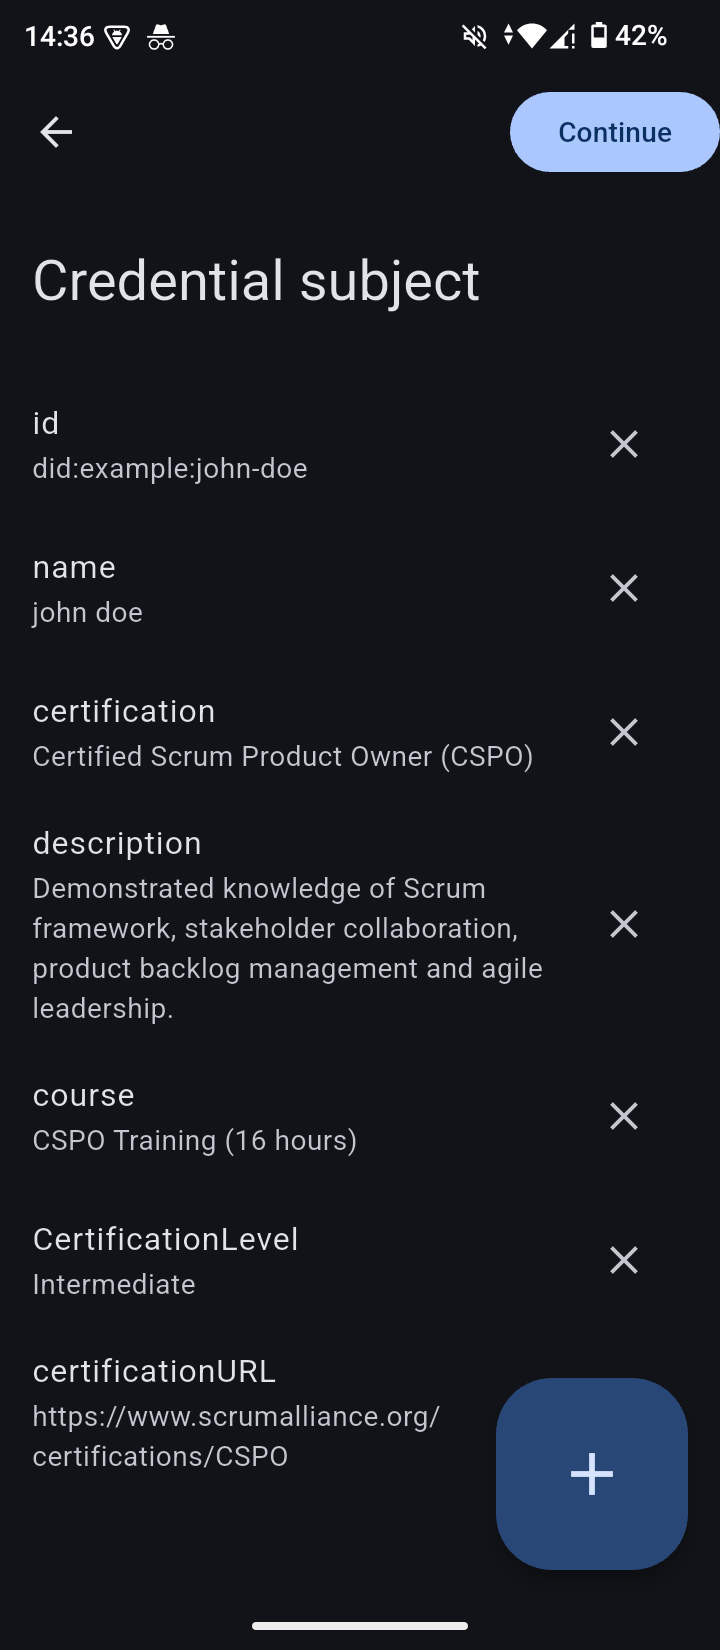 14:36
42%
Continue
Credential subject
id
did:example:john-doe
name
john doe
certification
Certified Scrum Product Owner (CSPO)
description
Demonstrated knowledge of Scrum
framework, stakeholder collaboration,
product backlog management and agile
leadership.
course
CSPO Training (16 hours)
CertificationLevel
Intermediate
certificationURL
https://www.scrumalliance.org/
certifications/CSPO